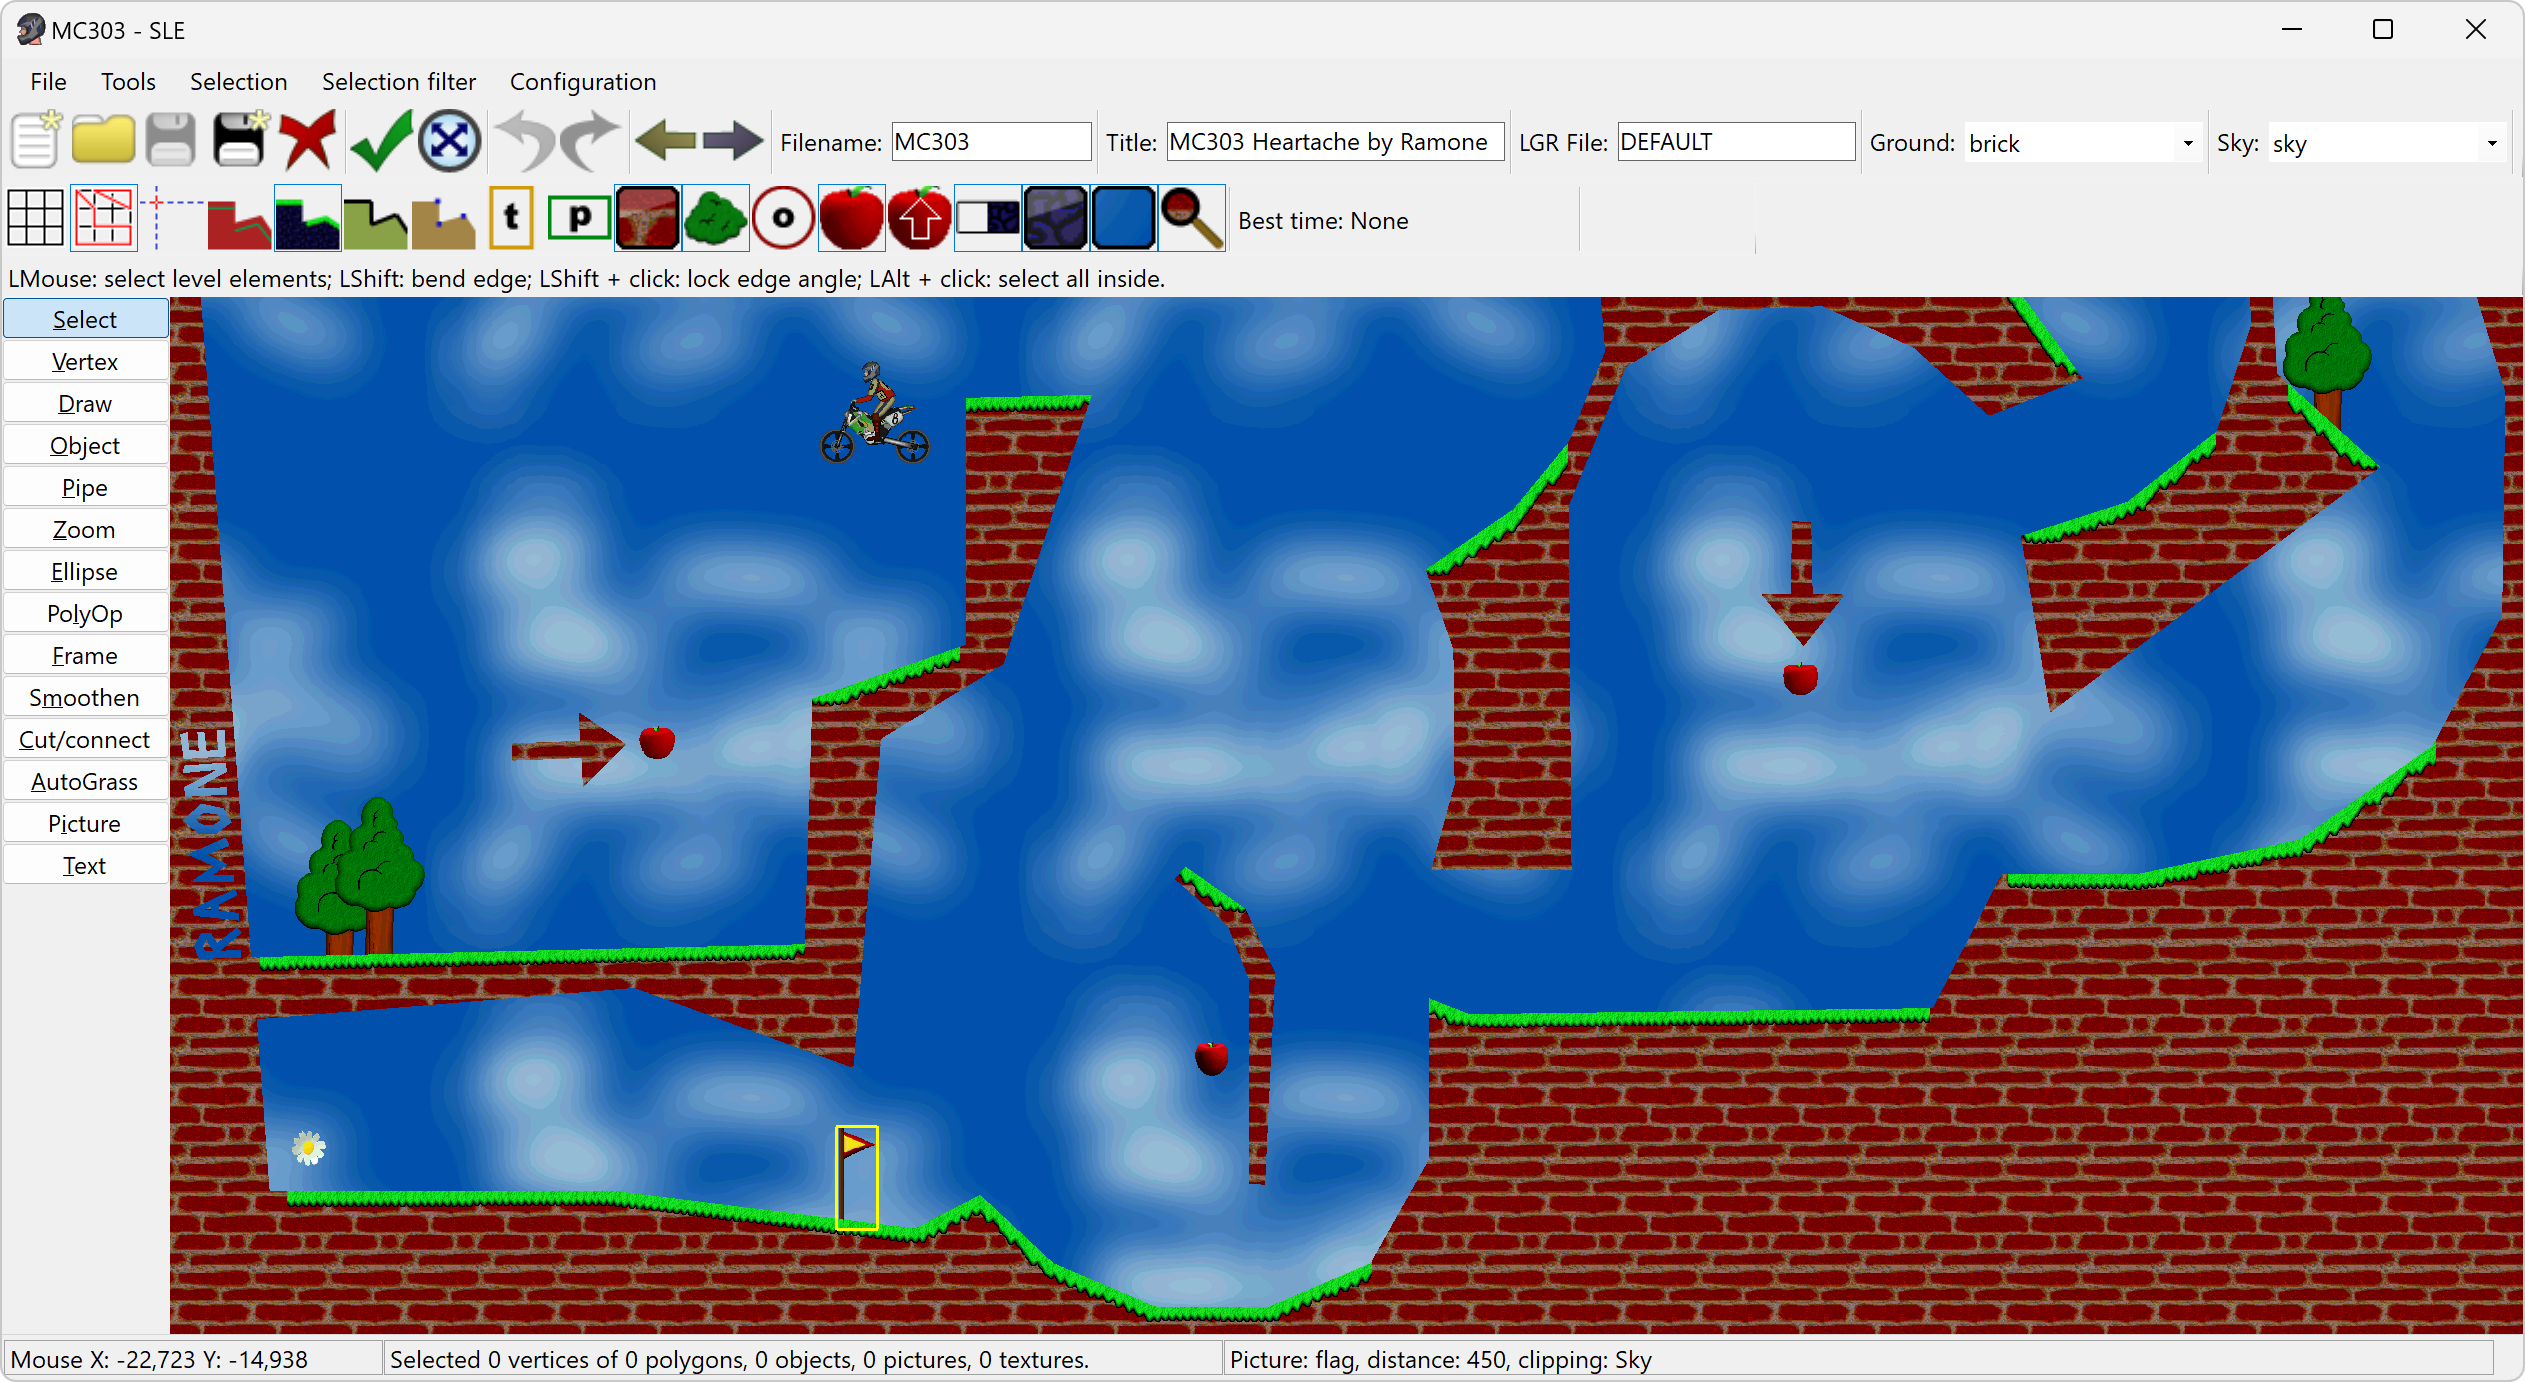 MC303 - SLE
File Tools Selection Selection filter Configuration
Filename: MC303 Title: MC303 Heartache by Ramone LGR File: DEFAULT Ground: brick Sky: sky
t p o Best time: None
LMouse: select level elements; LShift: bend edge; LShift + click: lock edge angle; LAlt + click: select all inside.
Select
Vertex
Draw
Object
Pipe
Zoom
Ellipse
PolyOp
Frame
Smoothen
Cut/connect
AutoGrass
Picture
Text
RAMONE
Mouse X: -22,723 Y: -14,938 Selected 0 vertices of 0 polygons, 0 objects, 0 pictures, 0 textures. Picture: flag, distance: 450, clipping: Sky